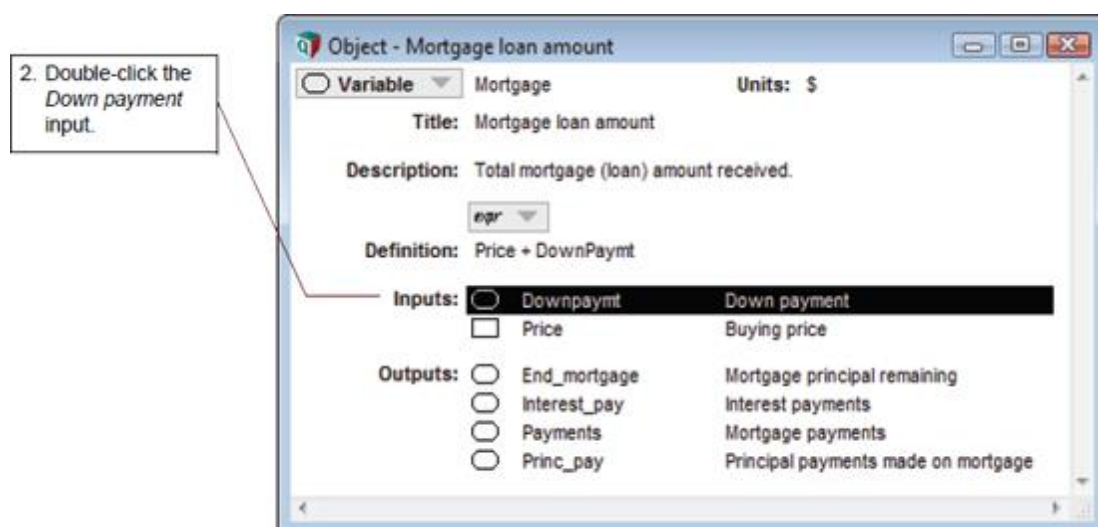 Object - Mortgage loan amount
2. Double-click the
Down payment
input.
Variable Mortgage Units: $
Title: Mortgage loan amount
Description: Total mortgage (loan) amount received.
expr
Definition: Price + DownPaymt
Inputs: Downpaymt Down payment
Price Buying price
Outputs: End_mortgage Mortgage principal remaining
Interest_pay Interest payments
Payments Mortgage payments
Princ_pay Principal payments made on mortgage